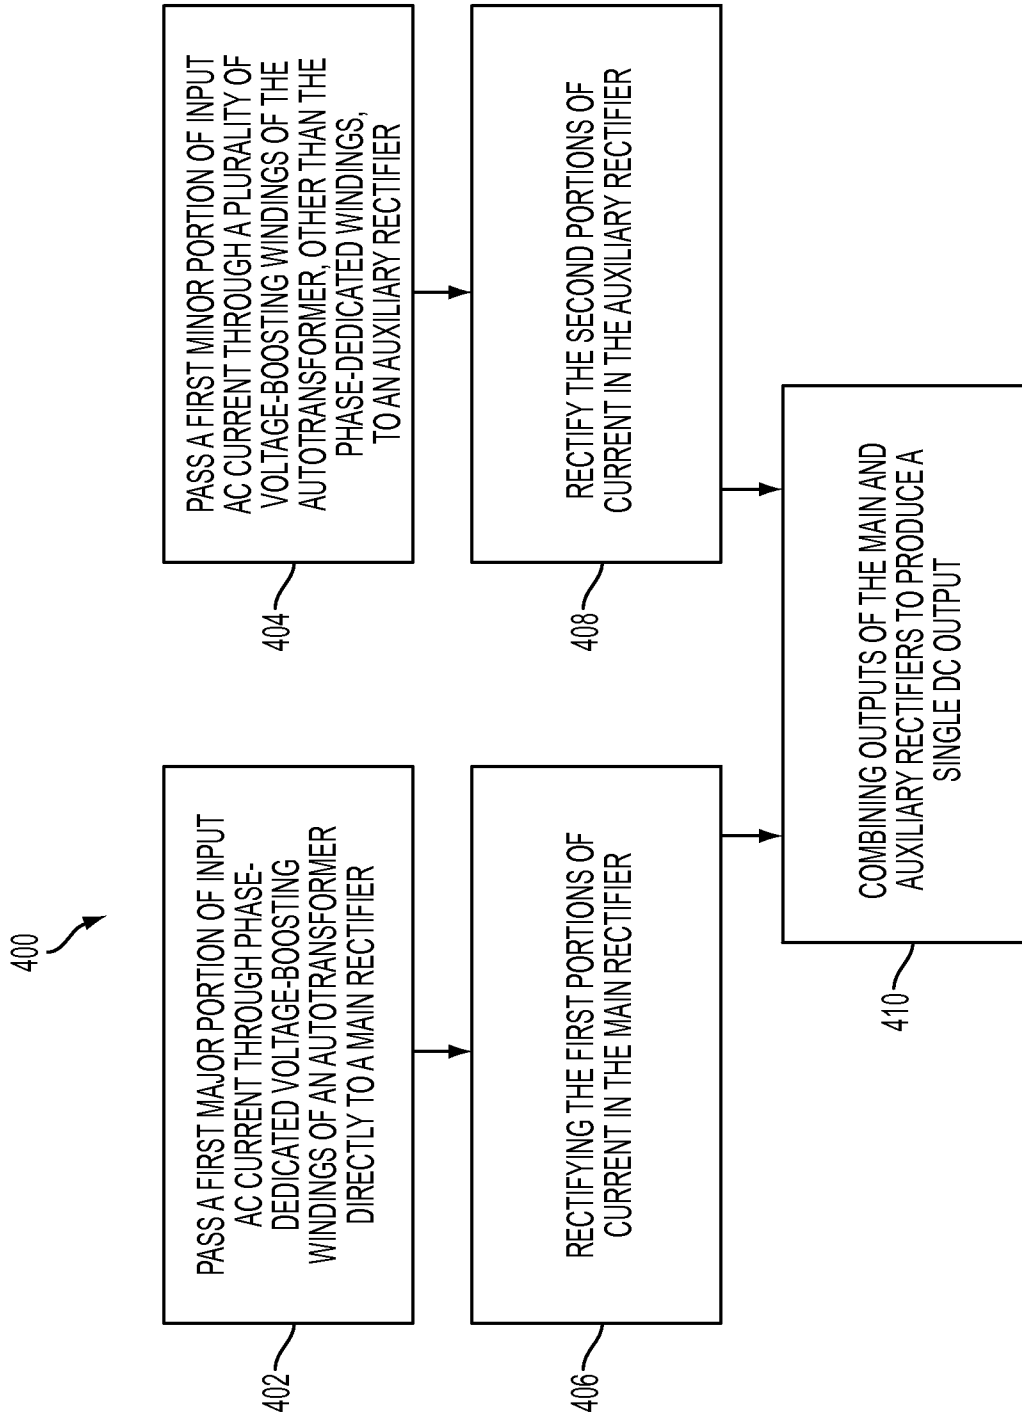 400
402
PASS A FIRST MAJOR PORTION OF INPUT
AC CURRENT THROUGH PHASE-
DEDICATED VOLTAGE-BOOSTING
WINDINGS OF AN AUTOTRANSFORMER
DIRECTLY TO A MAIN RECTIFIER
404
PASS A FIRST MINOR PORTION OF INPUT
AC CURRENT THROUGH A PLURALITY OF
VOLTAGE-BOOSTING WINDINGS OF THE
AUTOTRANSFORMER, OTHER THAN THE
PHASE-DEDICATED WINDINGS,
TO AN AUXILIARY RECTIFIER
406
RECTIFYING THE FIRST PORTIONS OF
CURRENT IN THE MAIN RECTIFIER
408
RECTIFY THE SECOND PORTIONS OF
CURRENT IN THE AUXILIARY RECTIFIER
410
COMBINING OUTPUTS OF THE MAIN AND
AUXILIARY RECTIFIERS TO PRODUCE A
SINGLE DC OUTPUT